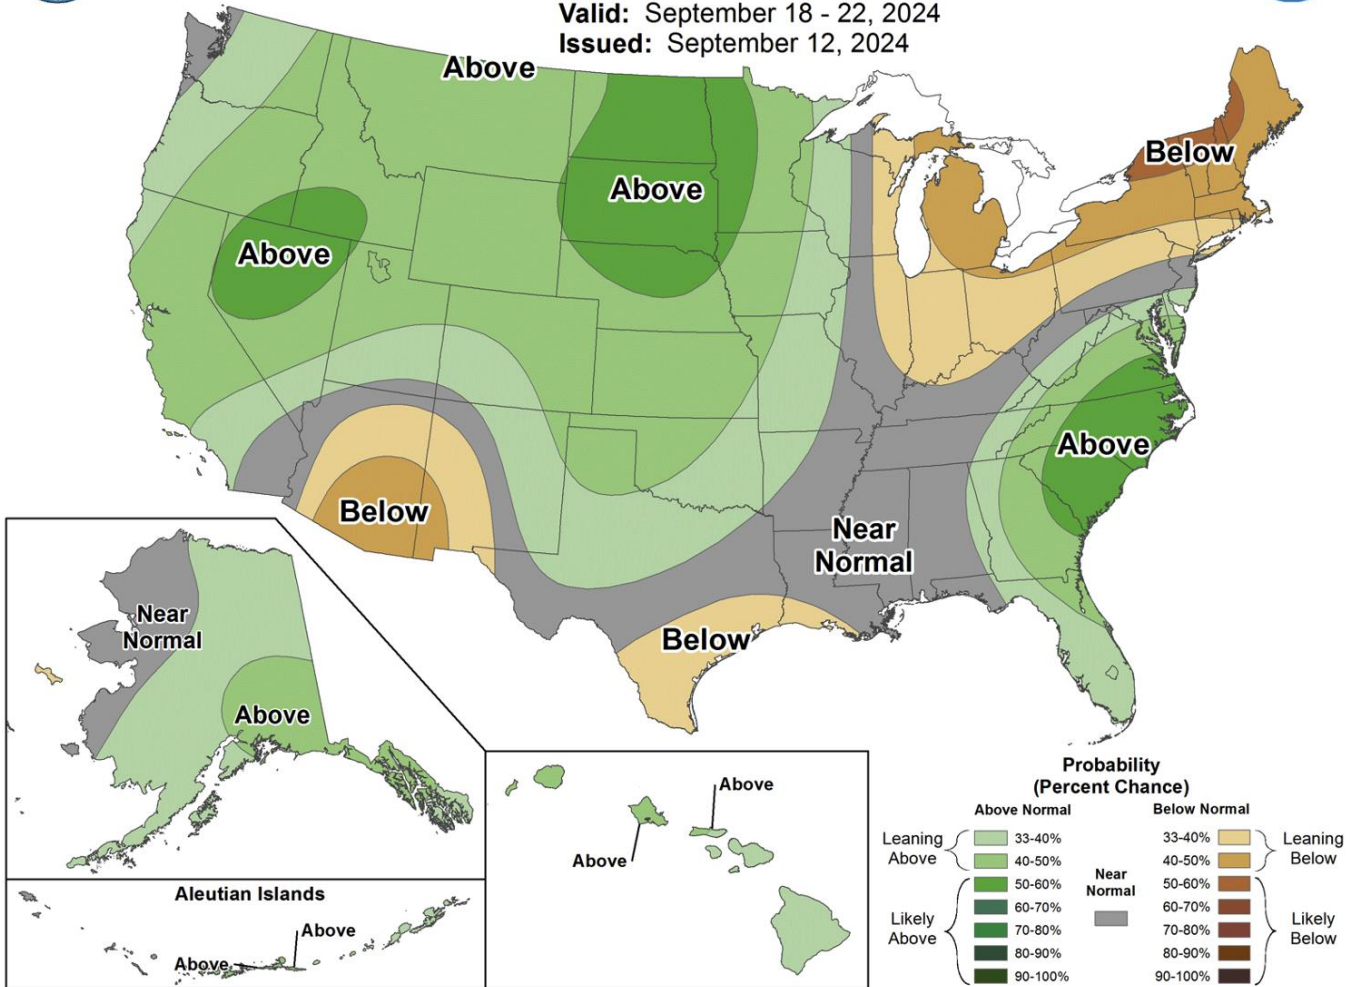 Valid: September 18 - 22, 2024
Issued: September 12, 2024
Above
Below
Above
Above
Above
Below
Near
Normal
Below
Near
Normal
Above
Above
Above
Aleutian Islands
Above
Above
Probability
(Percent Chance)
Above Normal
Below Normal
Leaning
Above
33-40%
40-50%
Likely
Above
50-60%
60-70%
70-80%
80-90%
90-100%
Near
Normal
33-40%
40-50%
Leaning
Below
50-60%
60-70%
70-80%
80-90%
90-100%
Likely
Below